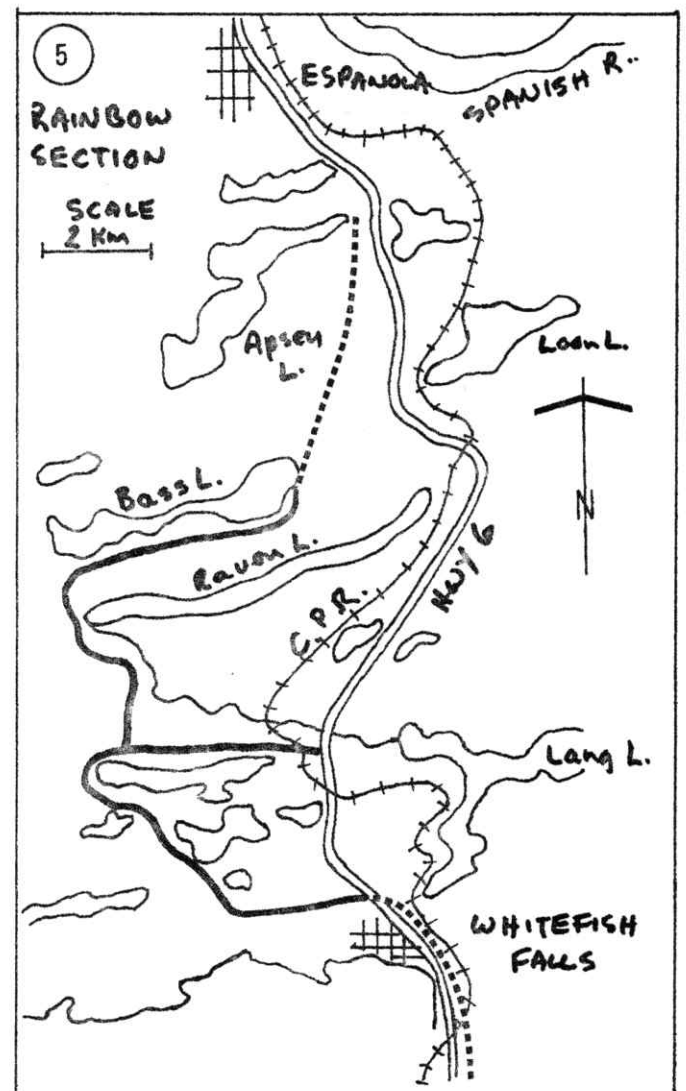 5
RAINBOW
SECTION
SCALE
2 Km
ESPANOLA
SPANISH R.
Apsey
L.
Loon L.
N
Bass L.
Raven L.
C.P.R.
HWY 6
Lang L.
WHITEFISH
FALLS